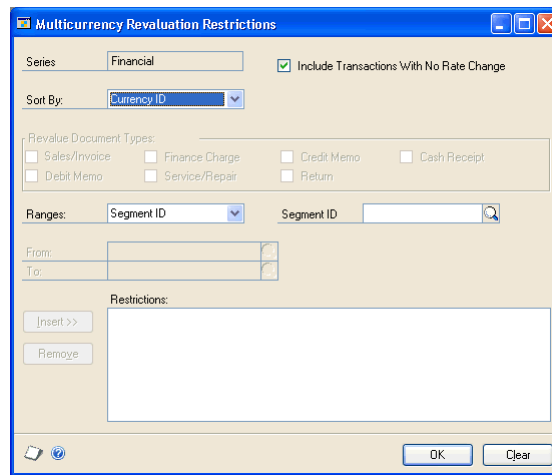 Multicurrency Revaluation Restrictions
Series Financial Include Transactions With No Rate Change
Sort By: Currency ID
Revalue Document Types:
Sales/Invoice Finance Charge Credit Memo Cash Receipt
Debit Memo Service/Repair Return
Ranges: Segment ID Segment ID
From:
To:
Restrictions:
Insert >>
Remove
OK Clear